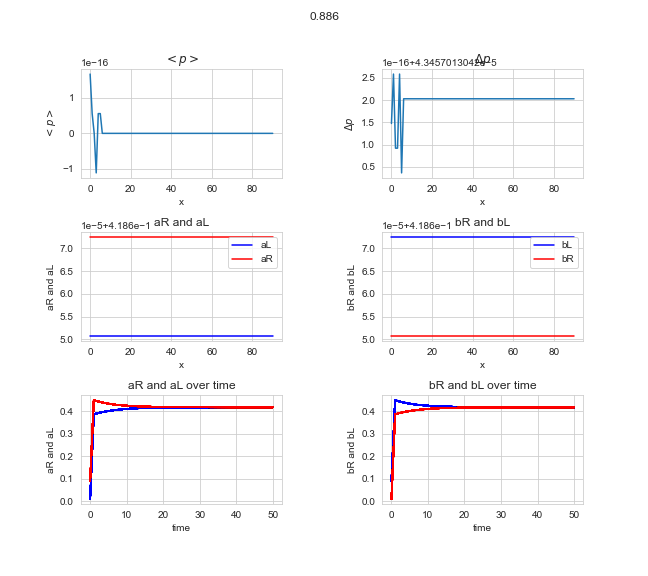 0.886
<p> Δp
1e−16 1e−16+4.3457013042e−5
1 0 −1
<p>
0 20 40 60 80
x
2.5 2.0 1.5 1.0 0.5
Δp
0 20 40 60 80
x
aR and aL bR and bL
1e−5+4.186e−1 1e−5+4.186e−1
7.0 6.5 6.0 5.5 5.0
aR and aL
aL
aR
0 20 40 60 80
x
7.0 6.5 6.0 5.5 5.0
bR and bL
bL
bR
0 20 40 60 80
x
aR and aL over time
0.4 0.3 0.2 0.1 0.0
aR and aL
0 10 20 30 40 50
time
bR and bL over time
0.4 0.3 0.2 0.1 0.0
bR and bL
0 10 20 30 40 50
time